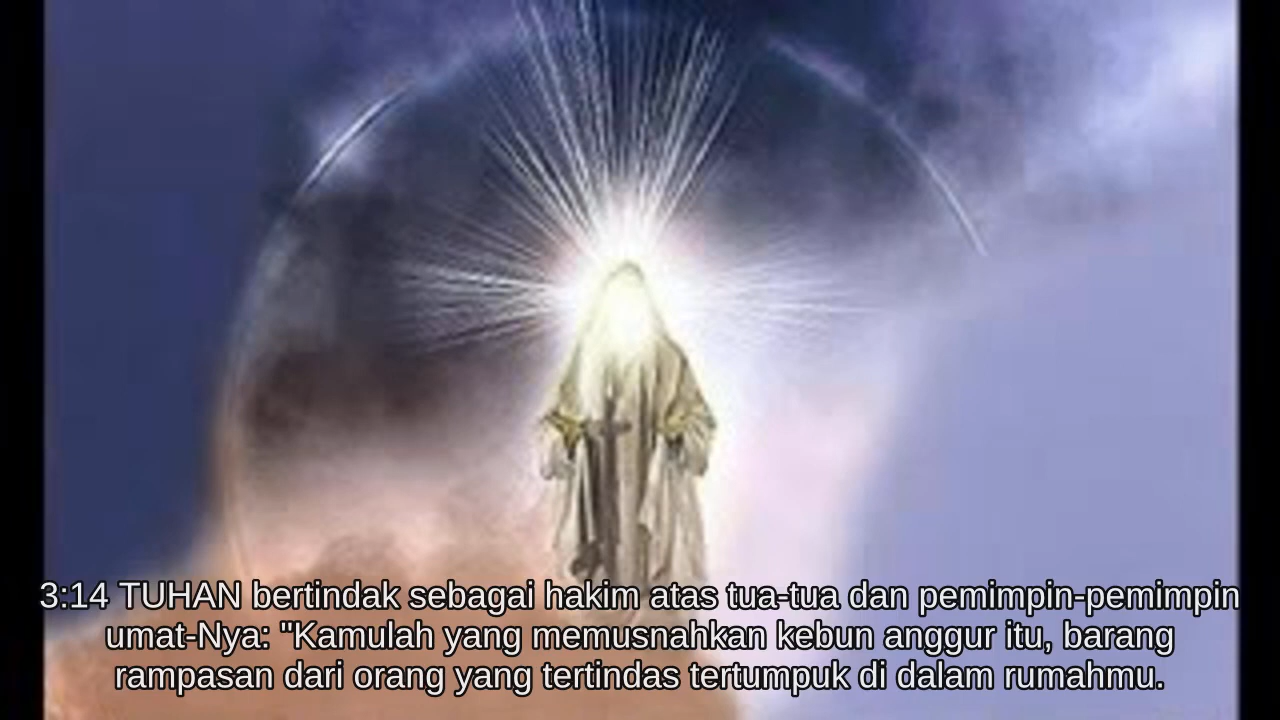 3:14 TUHAN bertindak sebagai hakim atas tua-tua dan pemimpin-pemimpin
umat-Nya: "Kamulah yang memusnahkan kebun anggur itu, barang
rampasan dari orang yang tertindas tertumpuk di dalam rumahmu.